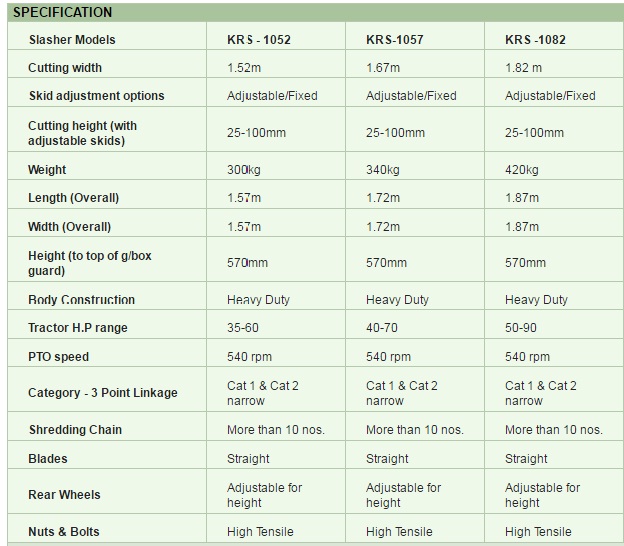 SPECIFICATION
Slasher Models KRS - 1052 KRS-1057 KRS -1082
Cutting width 1.52m 1.67m 1.82 m
Skid adjustment options Adjustable/Fixed Adjustable/Fixed Adjustable/Fixed
Cutting height (with
adjustable skids) 25-100mm 25-100mm 25-100mm
Weight 300kg 340kg 420kg
Length (Overall) 1.57m 1.72m 1.87m
Width (Overall) 1.57m 1.72m 1.87m
Height (to top of g/box
guard) 570mm 570mm 570mm
Body Construction Heavy Duty Heavy Duty Heavy Duty
Tractor H.P range 35-60 40-70 50-90
PTO speed 540 rpm 540 rpm 540 rpm
Category - 3 Point Linkage Cat 1 & Cat 2 Cat 1 & Cat 2 Cat 1 & Cat 2
narrow narrow narrow
Shredding Chain More than 10 nos. More than 10 nos. More than 10 nos.
Blades Straight Straight Straight
Rear Wheels Adjustable for Adjustable for Adjustable for
height height height
Nuts & Bolts High Tensile High Tensile High Tensile